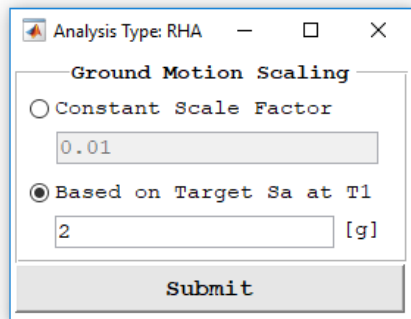 Analysis Type: RHA
Ground Motion Scaling
Constant Scale Factor
0.01
Based on Target Sa at T1
2 [g]
Submit